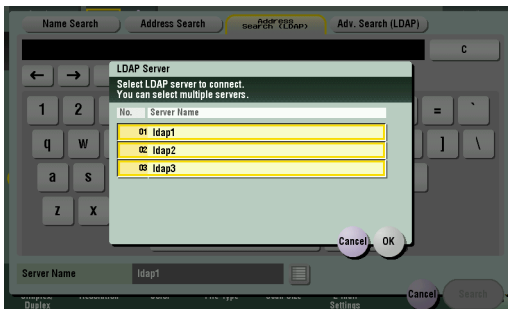 Name Search
Address Search
Address
Search (LDAP)
Adv. Search (LDAP)
C
← →
LDAP Server
Select LDAP server to connect.
You can select multiple servers.
No. Server Name
01 ldap1
02 ldap2
03 ldap3
1 2 = `
q w ] \
a s
z x
Cancel OK
Server Name ldap1
Cancel Search
Duplex
Settings